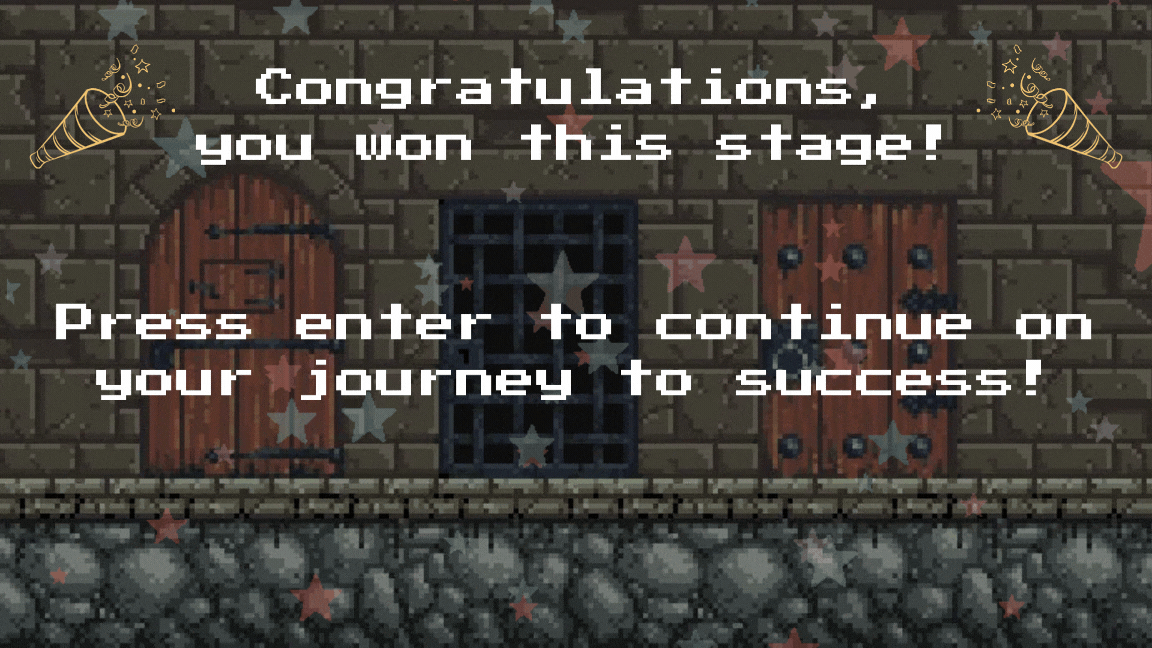 Congratulations,
you won this stage!
Press enter to continue on
your journey to success!